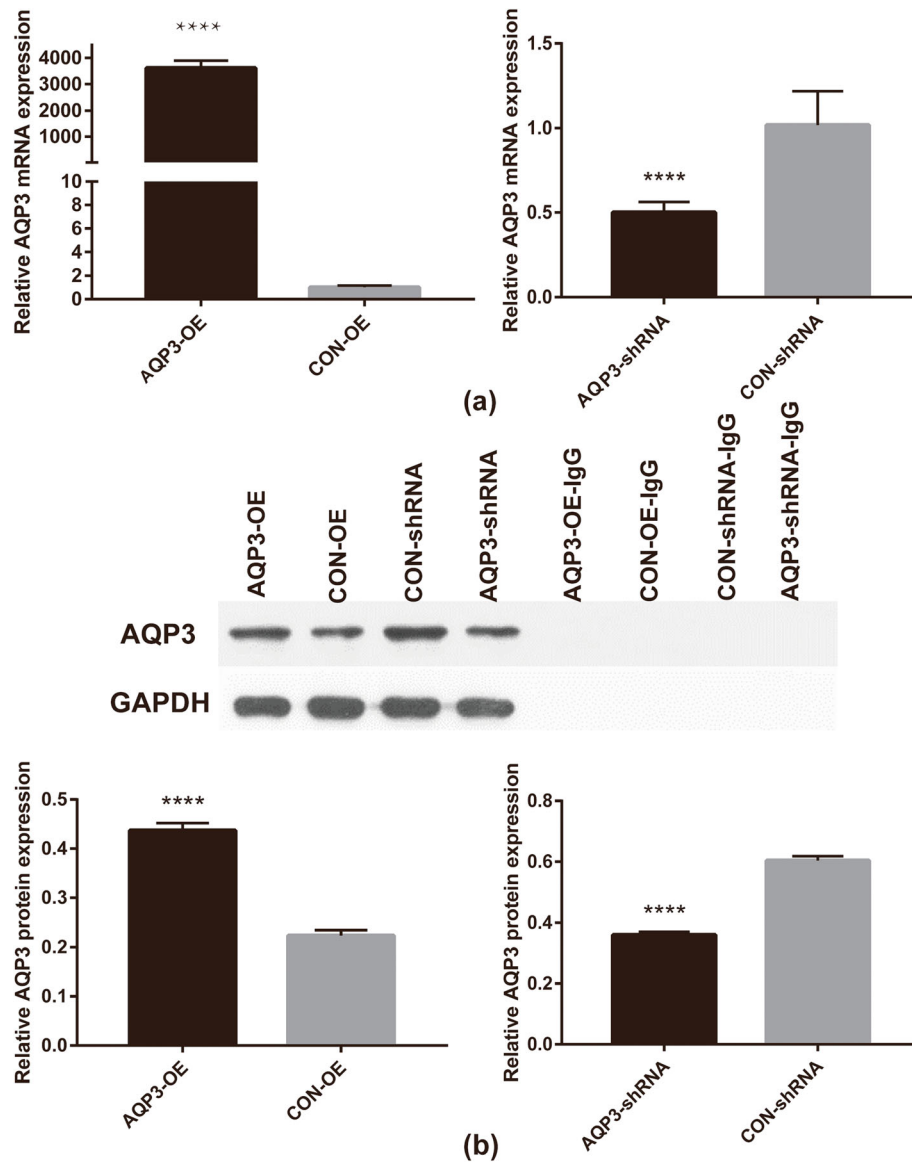 Relative AQP3 mRNA expression
4000
3000
2000
1000
10
8
6
4
2
0
****
AQP3-OE
CON-OE
Relative AQP3 mRNA expression
1.5
1.0
0.5
0.0
****
AQP3-shRNA
CON-shRNA
(a)
AQP3-OE
CON-OE
CON-shRNA
AQP3-shRNA
AQP3-OE-IgG
CON-OE-IgG
CON-shRNA-IgG
AQP3-shRNA-IgG
AQP3
GAPDH
Relative AQP3 protein expression
0.5
0.4
0.3
0.2
0.1
0.0
****
AQP3-OE
CON-OE
Relative AQP3 protein expression
0.8
0.6
0.4
0.2
0.0
****
AQP3-shRNA
CON-shRNA
(b)